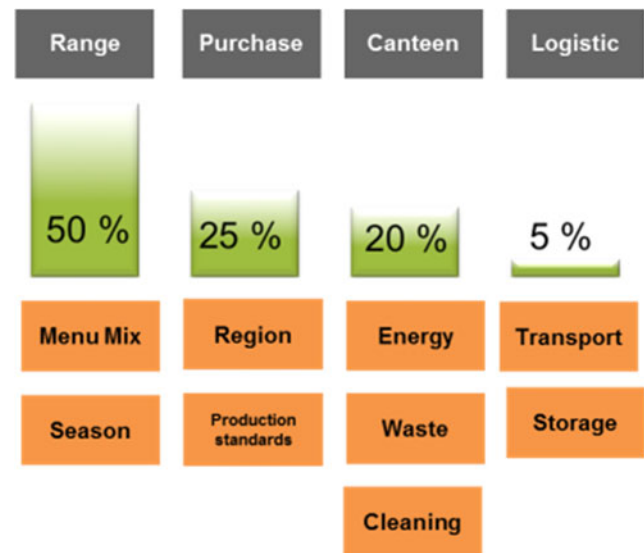 Range
Purchase
Canteen
Logistic
50 %
25 %
20 %
5 %
Menu Mix
Region
Energy
Transport
Season
Production
standards
Waste
Storage
Cleaning